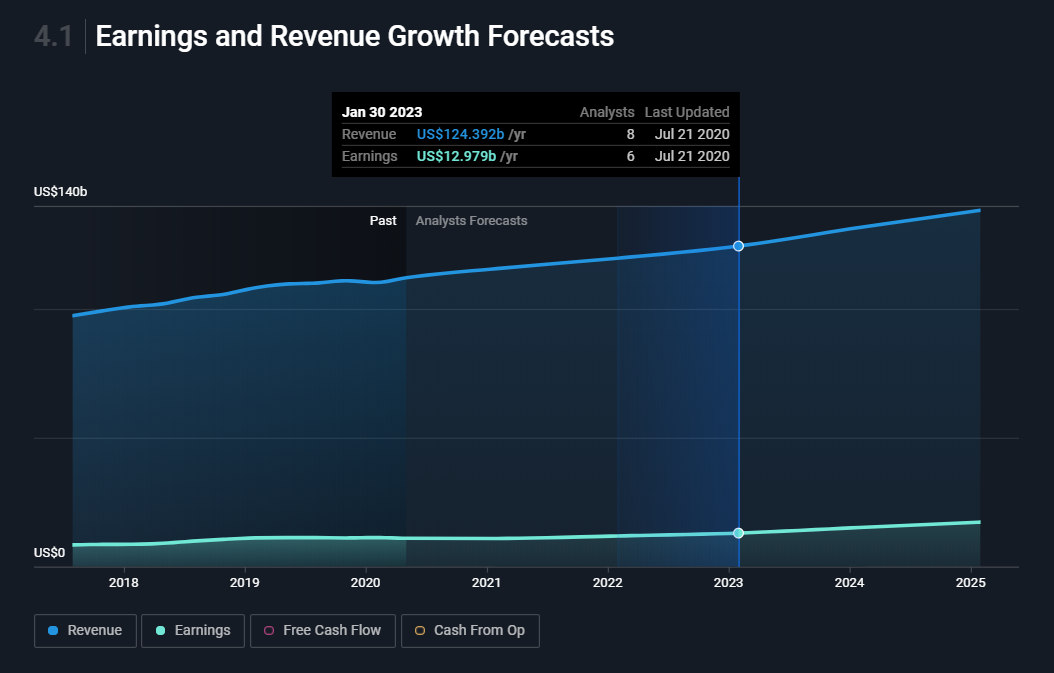 4.1 Earnings and Revenue Growth Forecasts
Jan 30 2023 Analysts Last Updated
Revenue US$124.392b /yr 8 Jul 21 2020
Earnings US$12.979b /yr 6 Jul 21 2020
US$140b
Past Analysts Forecasts
US$0
2018 2019 2020 2021 2022 2023 2024 2025
Revenue Earnings Free Cash Flow Cash From Op